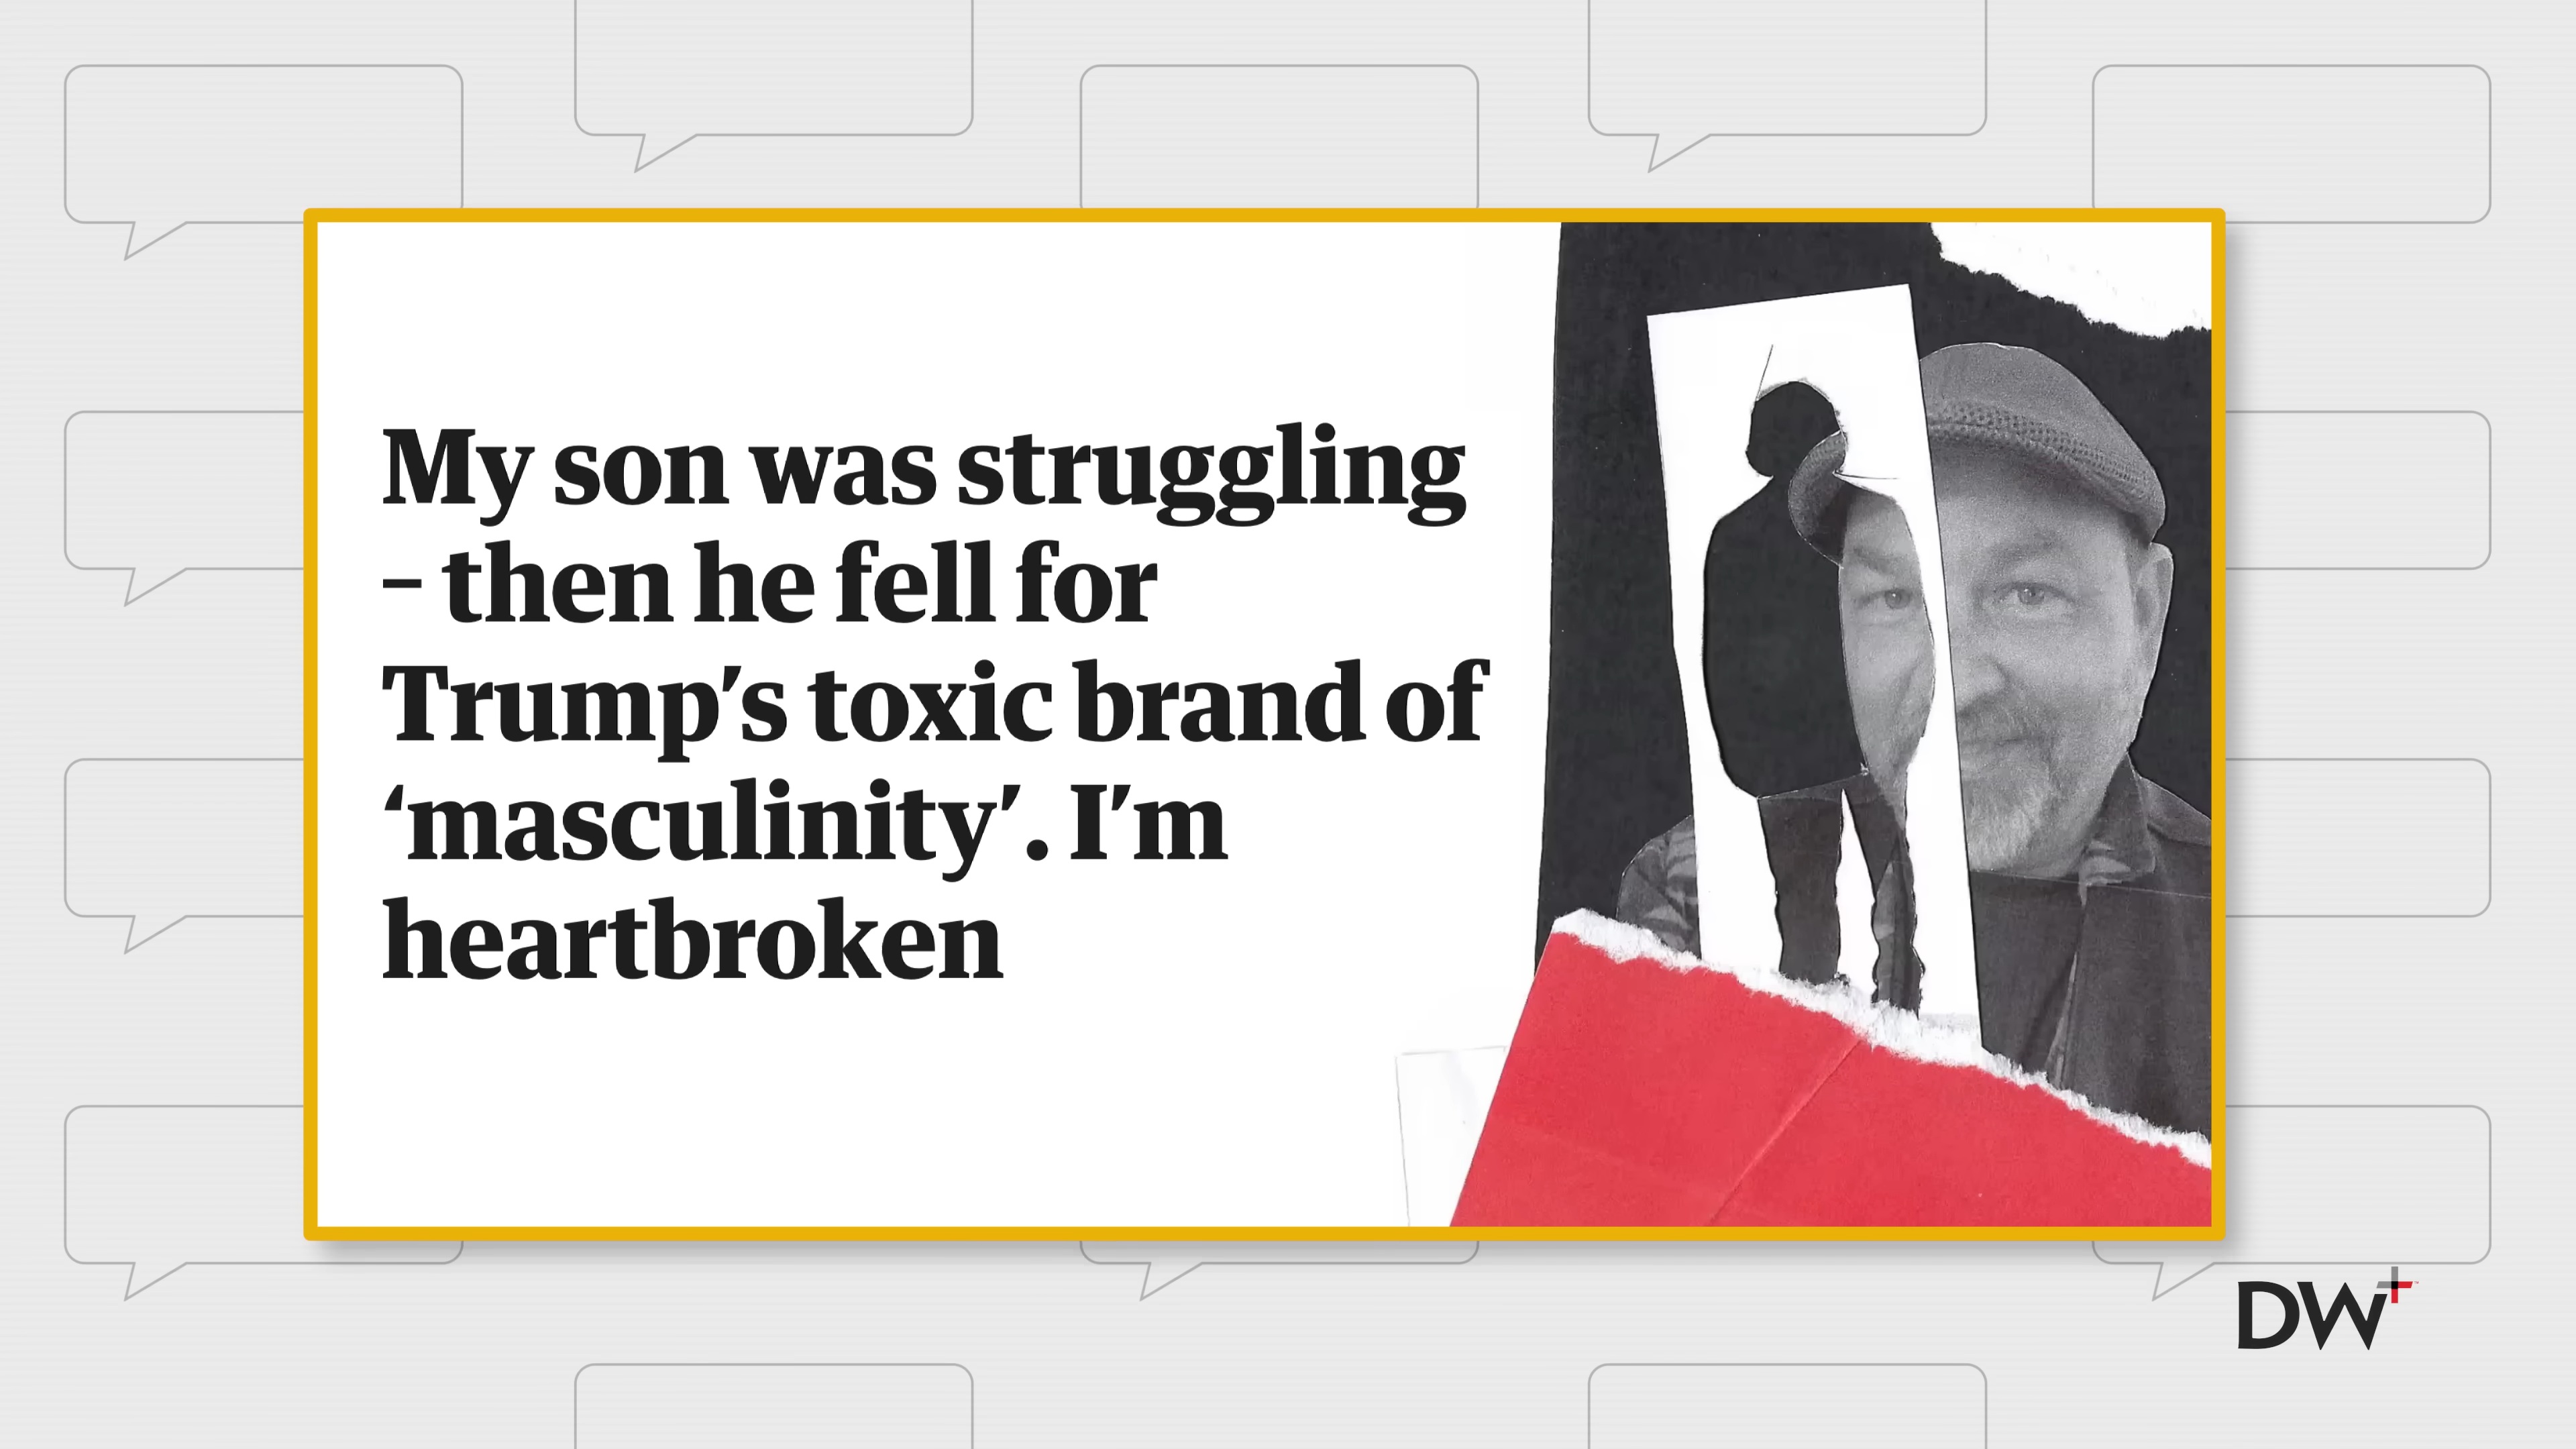 My son was struggling
– then he fell for
Trump’s toxic brand of
‘masculinity’. I’m
heartbroken
DW+